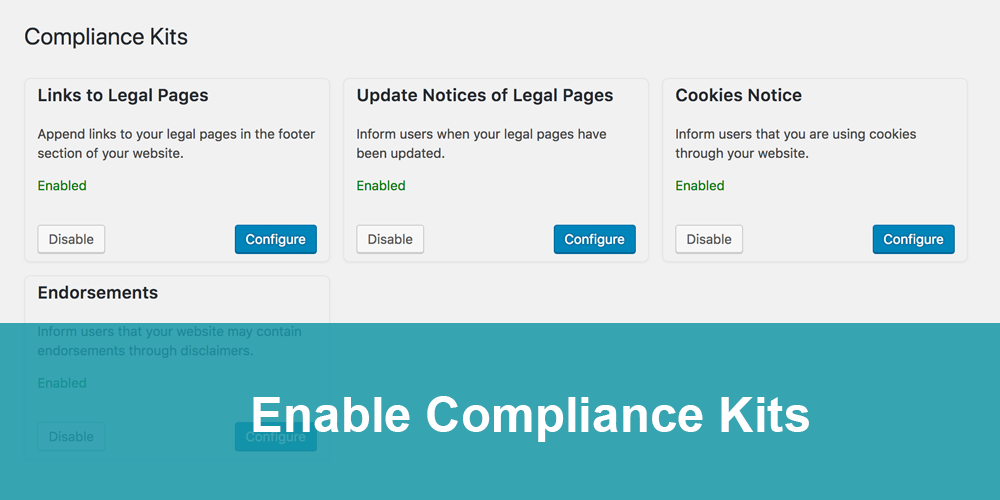 Compliance Kits
Links to Legal Pages
Append links to your legal pages in the footer
section of your website.
Enabled
Disable
Configure
Update Notices of Legal Pages
Inform users when your legal pages have
been updated.
Enabled
Disable
Configure
Cookies Notice
Inform users that you are using cookies
through your website.
Enabled
Disable
Configure
Endorsements
Inform users that your website may contain
endorsements through disclaimers.
Enabled
Disable
Configure
Enable Compliance Kits